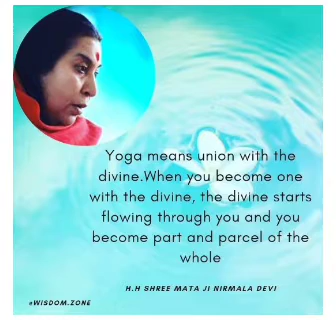 Yoga means union with the
divine.When you become one
with the divine, the divine starts
flowing through you and you
become part and parcel of the
whole
H.H SHREE MATA JI NIRMALA DEVI
#WISDOM.ZONE